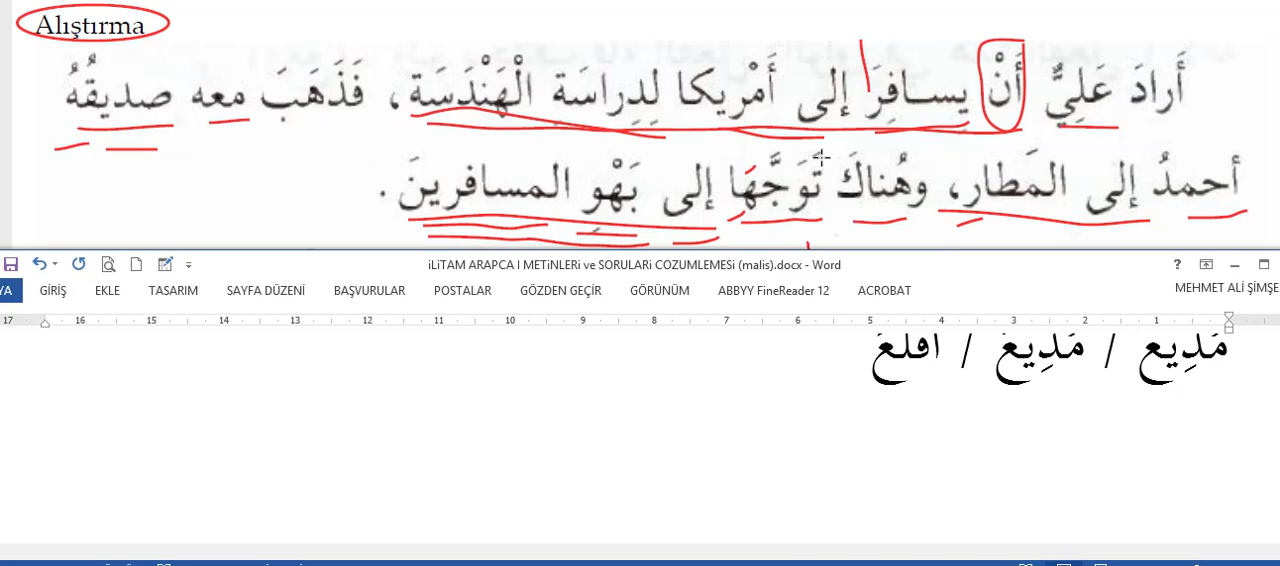 Alıştırma
أَرادَ عَلِيٌّ أَنْ يسافِرَ إلى أَمْريكا لِدِراسَةِ الْهَنْدَسَة، فَذَهَبَ معه صديقُهُ
أحمدُ إلى المَطارِ، وهُناكَ تَوَجَّهَا إلى بَهْوِ المسافرينَ .
iLiTAM ARAPCA I METiNLERi ve SORULARi COZUMLEMESi (malis).docx - Word
?
YA GİRİŞ EKLE TASARIM SAYFA DÜZENİ BAŞVURULAR POSTALAR GÖZDEN GEÇİR GÖRÜNÜM ABBYY FineReader 12 ACROBAT MEHMET ALİ ŞİMŞE
17 16 15 14 13 12 11 10 9 8 7 6 5 4 3 2 1
مَدِيع / مَدِيعَ /